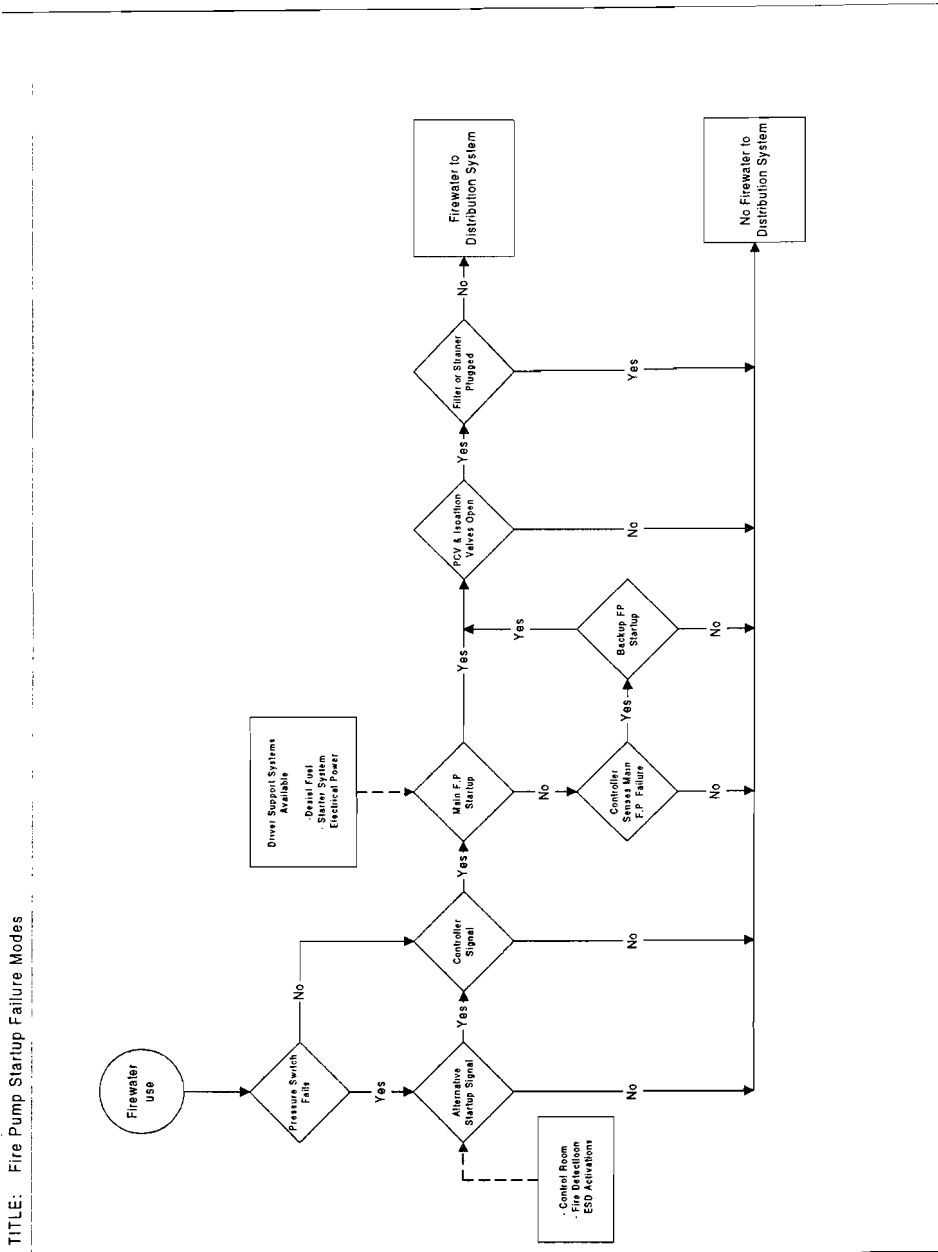 TITLE: Fire Pump Startup Failure Modes
Firewater
use
Pressure Switch
Fails
No
Yes
- Control Room
- Fire Detectioon
ESD Activations
Alternative
Startup Signal
Yes
No
Controller
Signal
Yes
No
Driver Support Systems
Available
- Desiel Fuel
- Starter System
Electrical Power
Main F.P
Startup
Yes
No
Controller
Senses Main
F.P. Failure
Yes
No
Backup FP
Startup
Yes
No
PCV & Ispaltion
Valves Open
Yes
No
Filter or Strainer
Plugged
No
Yes
Firewater to
Distribution System
No Firewater to
Distribution System